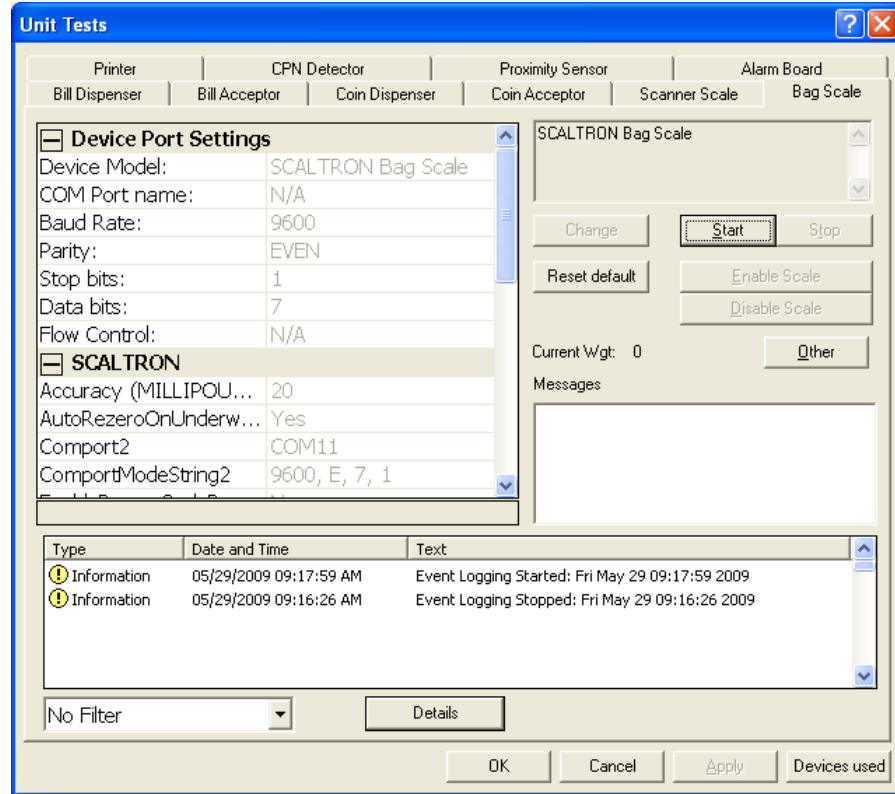 Unit Tests
Printer CPN Detector Proximity Sensor Alarm Board
Bill Dispenser Bill Acceptor Coin Dispenser Coin Acceptor Scanner Scale Bag Scale
Device Port Settings
Device Model: SCALTRON Bag Scale
COM Port name: N/A
Baud Rate: 9600
Parity: EVEN
Stop bits: 1
Data bits: 7
Flow Control: N/A
SCALTRON
Accuracy (MILLIPOU... 20
AutoRezeroOnUnderw... Yes
Comport2 COM11
ComportModeString2 9600, E, 7, 1
SCALTRON Bag Scale
Change Start Stop
Reset default Enable Scale
Disable Scale
Current Wgt: 0 Other
Messages
Type Date and Time Text
Information 05/29/2009 09:17:59 AM Event Logging Started: Fri May 29 09:17:59 2009
Information 05/29/2009 09:16:26 AM Event Logging Stopped: Fri May 29 09:16:26 2009
No Filter Details
OK Cancel Apply Devices used